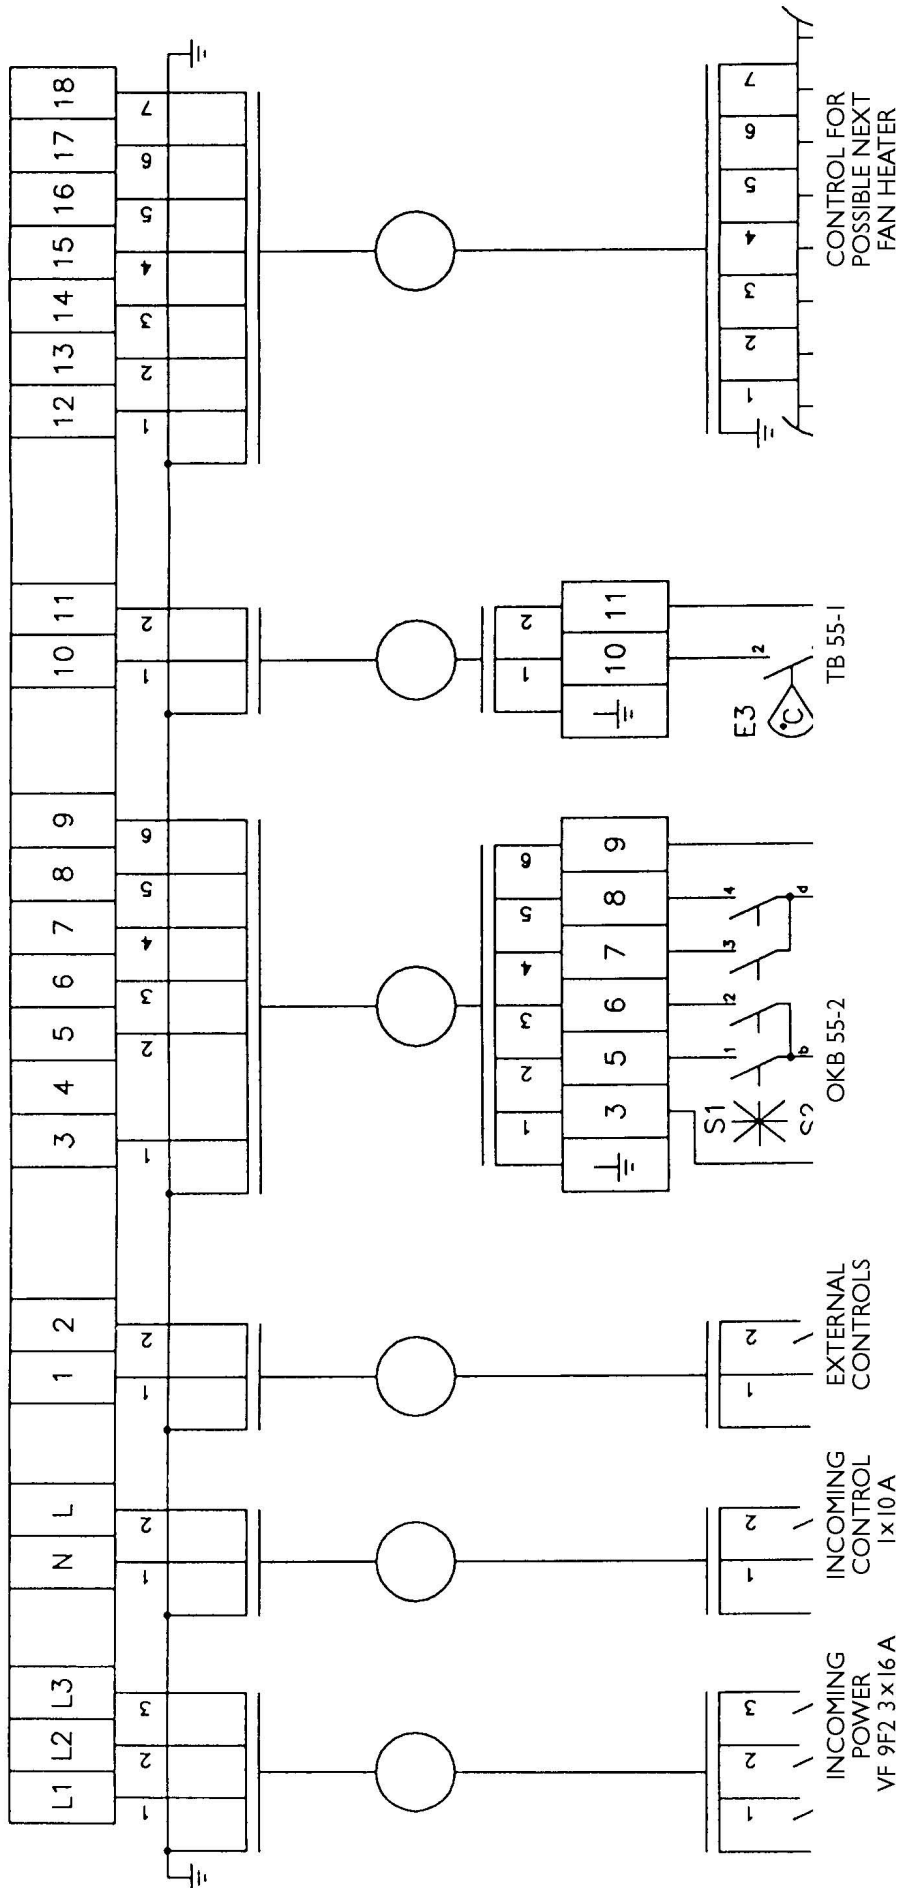 L1 L2 L3 N L 1 2 3 4 5 6 7 8 9 10 11 12 13 14 15 16 17 18
1 2 3 1 2 1 2 1 2 3 4 5 6 1 2 1 2 3 4 5 6 7
1 2 3 4 5 6
3 5 6 7 8 9
1 2
10 11
1 2 3
1 2
1 2
1 2 3 4 5 6 7
S1
1 2 3 4
b d
E3
2
°C
INCOMING
POWER
VF 9F2 3x16A
INCOMING
CONTROL
1x10A
EXTERNAL
CONTROLS
OKB 55-2
TB 55-1
CONTROL FOR
POSSIBLE NEXT
FAN HEATER